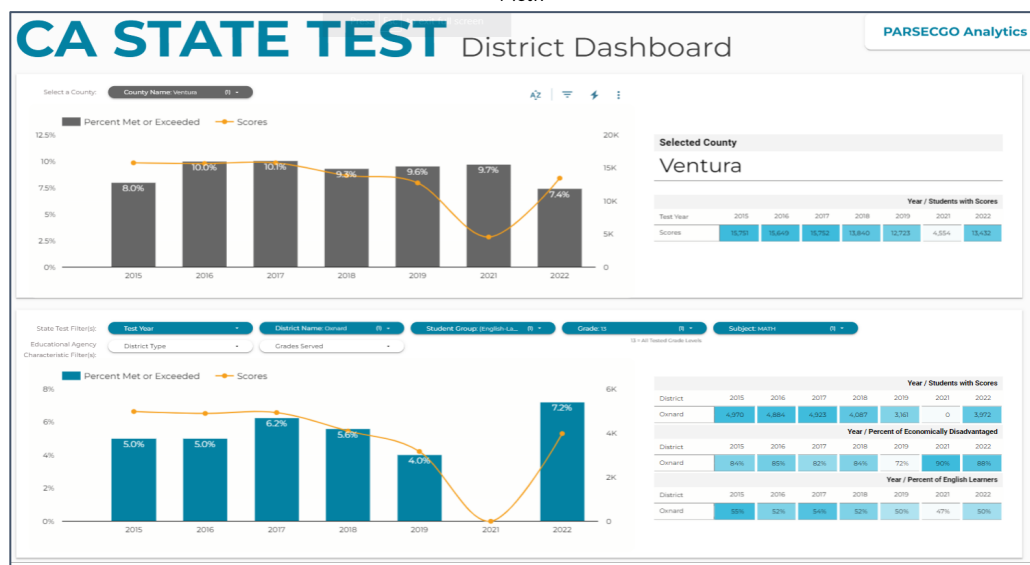 CA STATE TEST District Dashboard
PARSECGO Analytics
Select a County:
County Name: Ventura (1)
Percent Met or Exceeded
Scores
12.5%
10%
7.5%
5%
2.5%
0%
20K
15K
10K
5K
0
8.0%
10.0%
10.1%
9.3%
9.6%
9.7%
7.4%
2015 2016 2017 2018 2019 2021 2022
Selected County
Ventura
Year / Students with Scores
Test Year 2015 2016 2017 2018 2019 2021 2022
Scores 15,751 15,649 15,752 13,840 12,723 4,554 13,432
State Test Filter(s):
Test Year
District Name: Oxnard (1)
Student Group: (English-La... (1)
Grade: 13 (1)
Subject: MATH (1)
13 = All Tested Grade Levels
Educational Agency
Characteristic Filter(s):
District Type
Grades Served
Percent Met or Exceeded
Scores
8%
6%
4%
2%
0%
6K
4K
2K
0
5.0%
5.0%
6.2%
5.6%
4.0%
7.2%
2015 2016 2017 2018 2019 2021 2022
Year / Students with Scores
District 2015 2016 2017 2018 2019 2021 2022
Oxnard 4,970 4,884 4,923 4,087 3,161 0 3,972
Year / Percent of Economically Disadvantaged
District 2015 2016 2017 2018 2019 2021 2022
Oxnard 84% 85% 82% 84% 72% 90% 88%
Year / Percent of English Learners
District 2015 2016 2017 2018 2019 2021 2022
Oxnard 55% 52% 54% 52% 50% 47% 50%